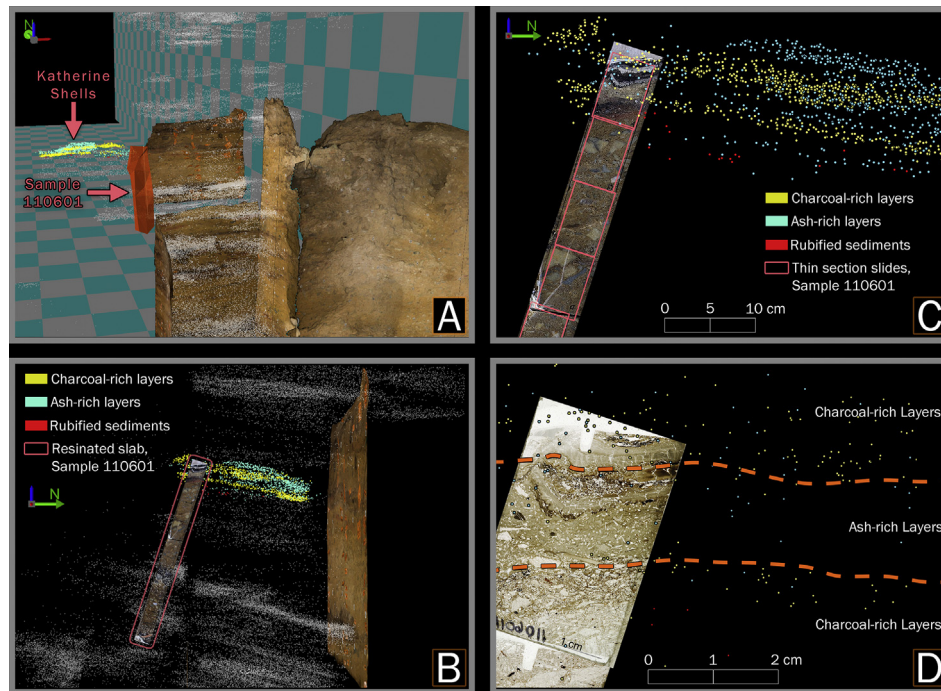 N
Katherine
Shells
Sample
110601
A
N
Charcoal-rich layers
Ash-rich layers
Rubified sediments
Thin section slides,
Sample 110601
0 5 10 cm
C
Charcoal-rich layers
Ash-rich layers
Rubified sediments
Resinated slab,
Sample 110601
N
B
Charcoal-rich Layers
Ash-rich Layers
Charcoal-rich Layers
1 cm
0 1 2 cm
D